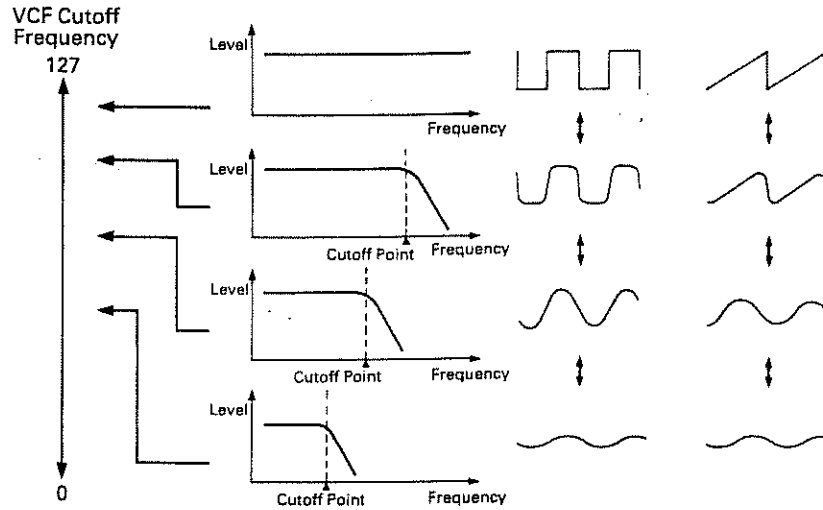 VCF Cutoff
Frequency
127
0
Level
Frequency
Level
Cutoff Point
Frequency
Level
Cutoff Point
Frequency
Level
Cutoff Point
Frequency